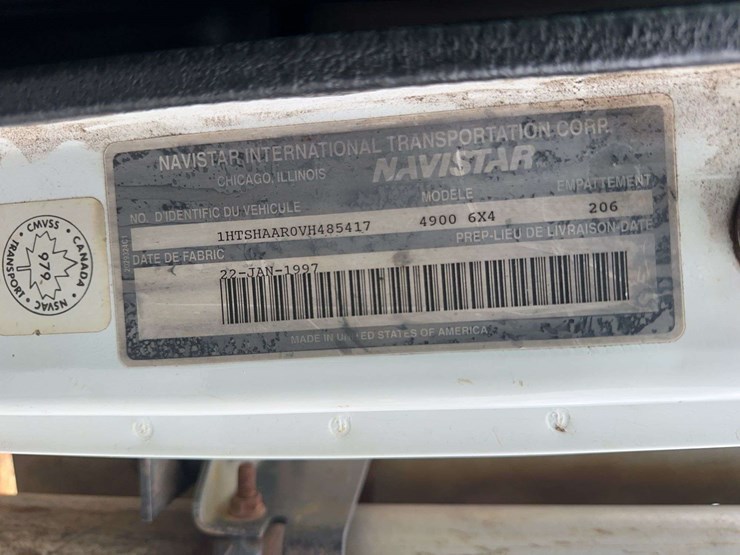 NAVISTAR INTERNATIONAL TRANSPORTATION CORP.
CHICAGO, ILLINOIS
NAVISTAR
NO. D'IDENTIFIC DU VEHICULE
MODELE
EMPATTEMENT
1HTSHAAR0VH485417
4900 6X4
206
DATE DE FABRIC
PREP-LIEU DE LIVRAISON-DATE
22-JAN-1997
MADE IN UNITED STATES OF AMERICA
CMVSS • CANADA • NSVAC • TRANSPORT •
979